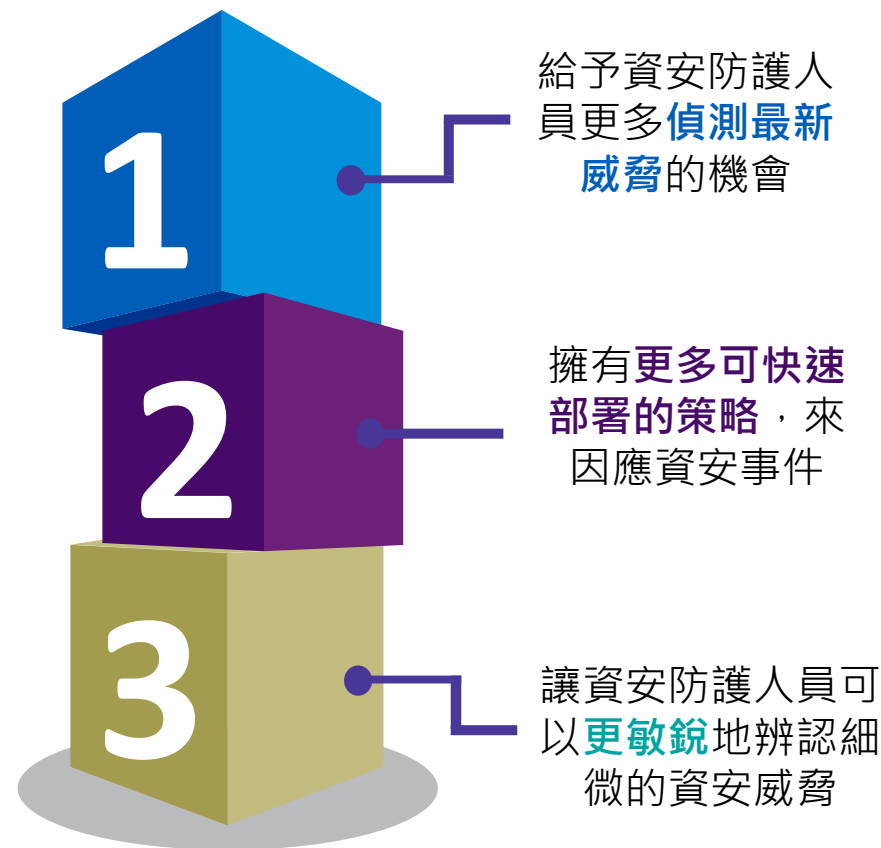 1
給予資安防護人
員更多偵測最新
威脅的機會
2
擁有更多可快速
部署的策略，來
因應資安事件
3
讓資安防護人員可
以更敏銳地辨認細
微的資安威脅